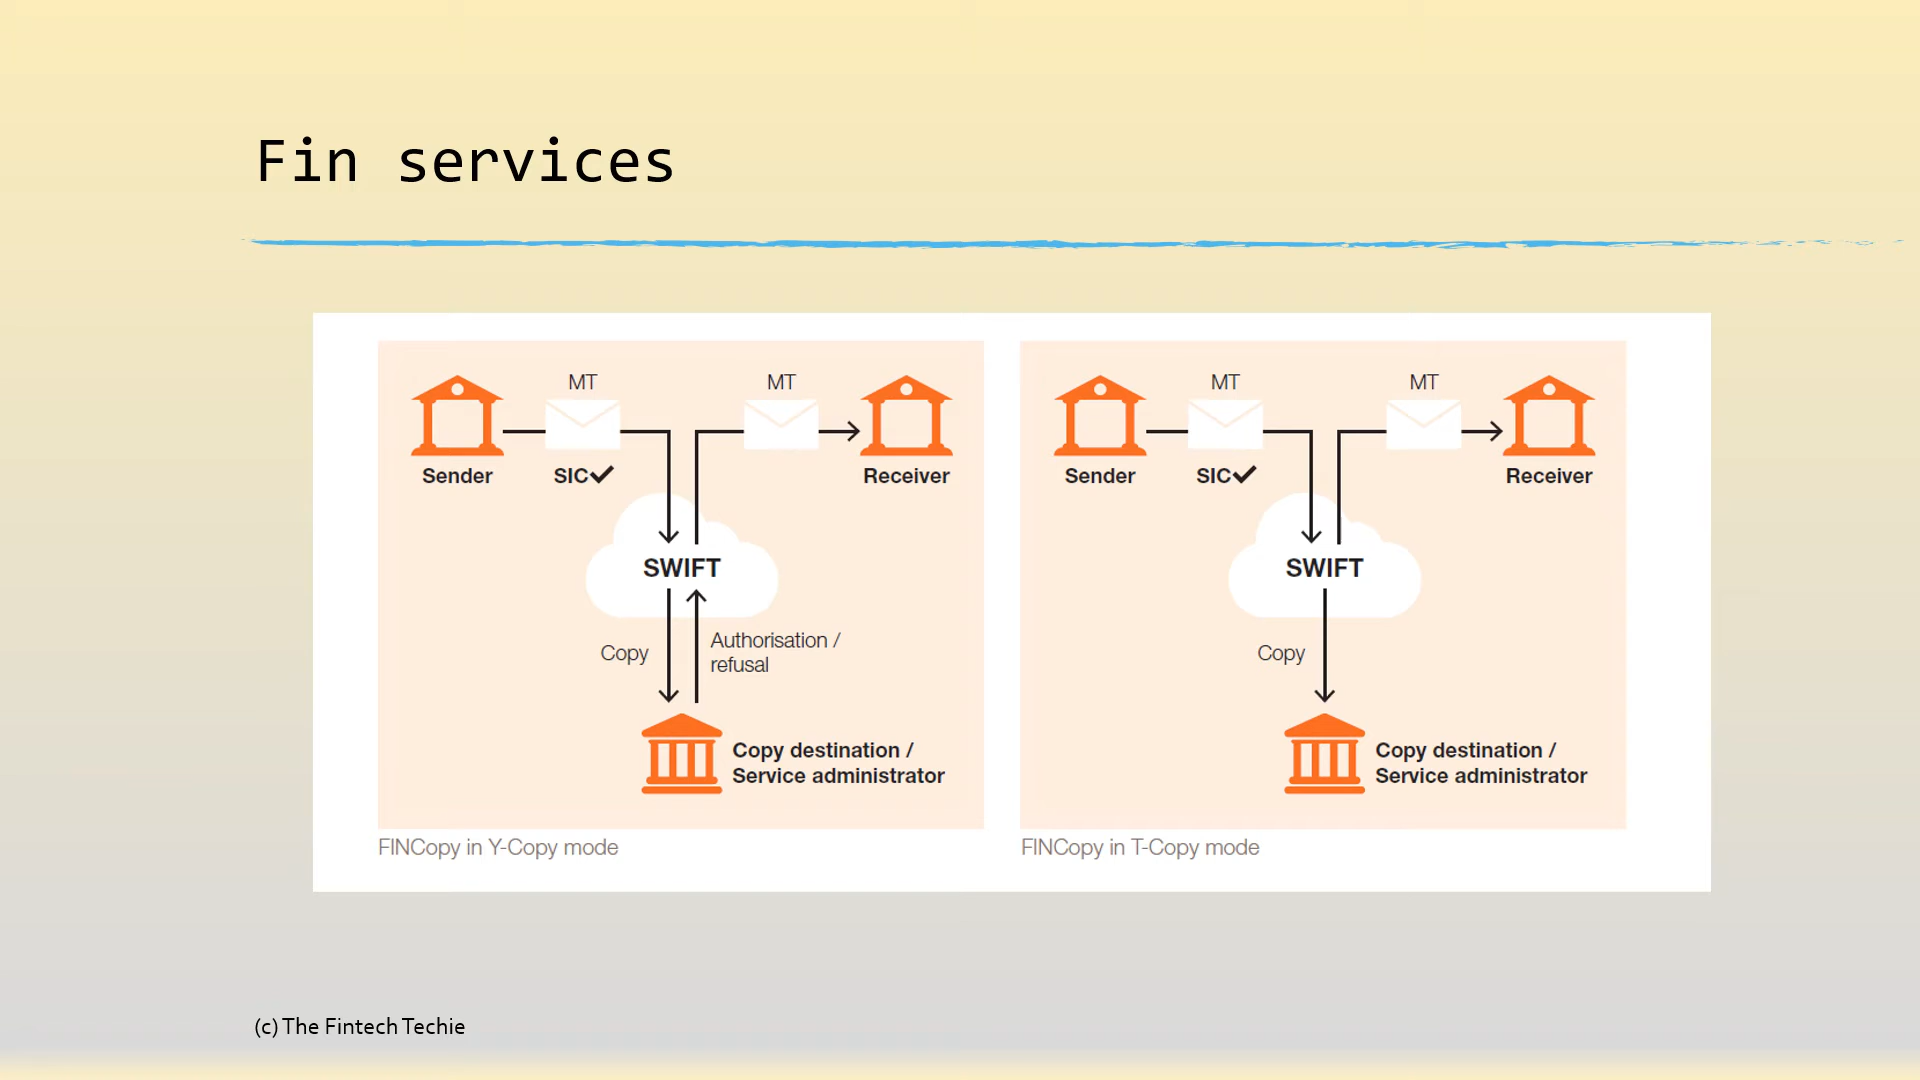 Fin services
MT
MT
Sender
SIC✔
Receiver
SWIFT
Copy
Authorisation /
refusal
Copy destination /
Service administrator
FINCopy in Y-Copy mode
MT
MT
Sender
SIC✔
Receiver
SWIFT
Copy
Copy destination /
Service administrator
FINCopy in T-Copy mode
(c) The Fintech Techie